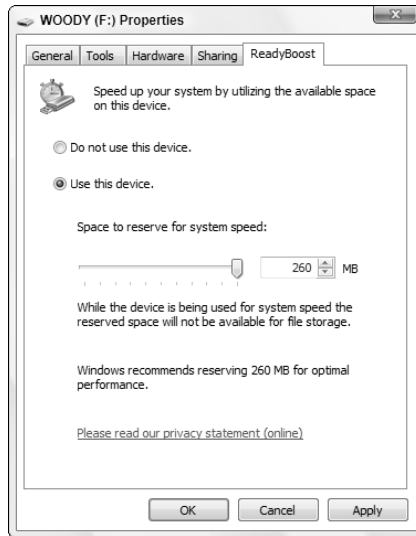 WOODY (F:) Properties
General Tools Hardware Sharing ReadyBoost
Speed up your system by utilizing the available space
on this device.
Do not use this device.
Use this device.
Space to reserve for system speed:
260 MB
While the device is being used for system speed the
reserved space will not be available for file storage.
Windows recommends reserving 260 MB for optimal
performance.
Please read our privacy statement (online)
OK Cancel Apply